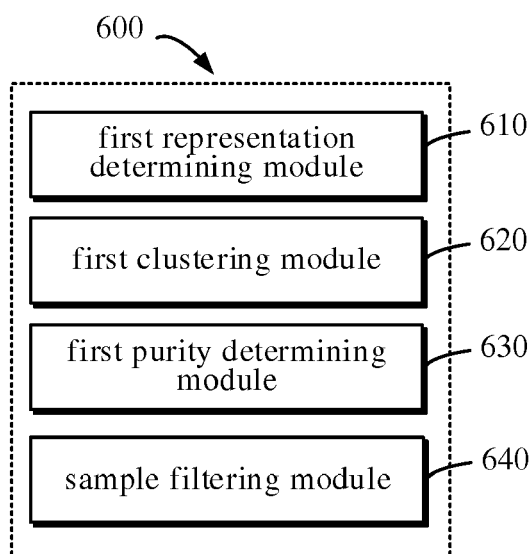 600
first representation
determining module
610
first clustering module
620
first purity determining
module
630
sample filtering module
640